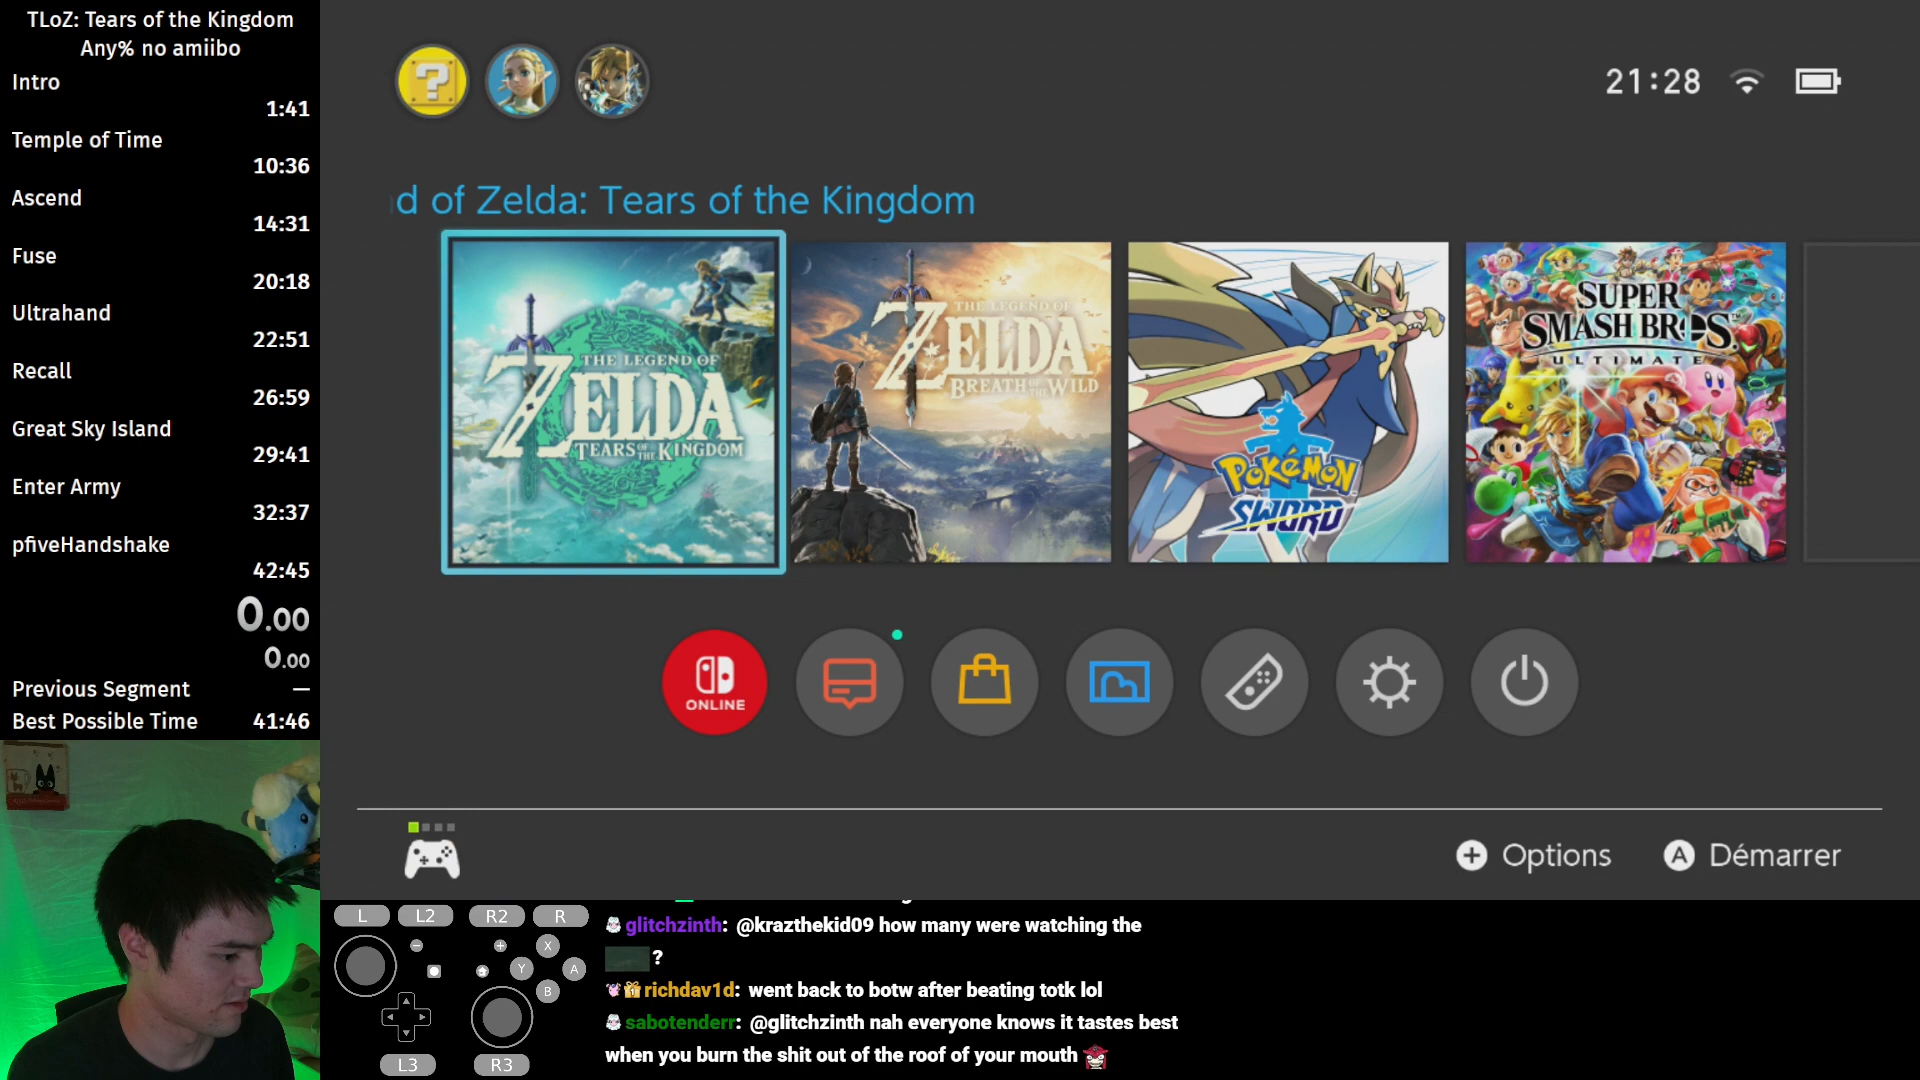 TLoZ: Tears of the Kingdom
Any% no amiibo
Intro
1:41
Temple of Time
10:36
Ascend
14:31
Fuse
20:18
Ultrahand
22:51
Recall
26:59
Great Sky Island
29:41
Enter Army
32:37
pfiveHandshake
42:45
0.00
0.00
Previous Segment —
Best Possible Time 41:46
21:28
d of Zelda: Tears of the Kingdom
THE LEGEND OF
ZELDA
TEARS OF THE KINGDOM
THE LEGEND OF
ZELDA
BREATH OF THE WILD
POKÉMON
SWORD
SUPER
SMASH BROS.
ULTIMATE
ONLINE
Options
A Démarrer
L L2 R2 R
X
Y A
B
L3 R3
glitchzinth: @krazthekid09 how many were watching the
?
richdav1d: went back to botw after beating totk lol
sabotenderr: @glitchzinth nah everyone knows it tastes best
when you burn the shit out of the roof of your mouth